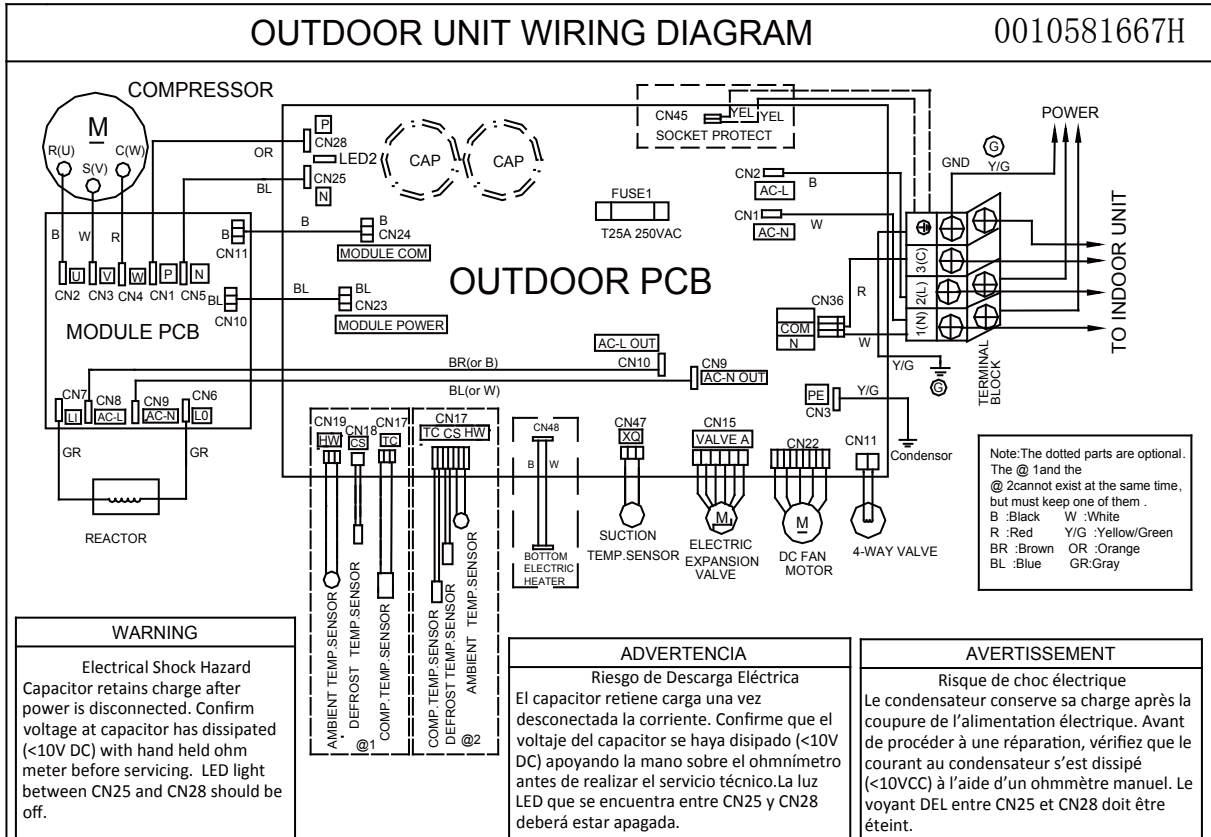 OUTDOOR UNIT WIRING DIAGRAM
0010581667H
COMPRESSOR
M
R(U)
S(V)
C(W)
B
W
R
OR
BL
P
CN28
LED2
CN25
N
CAP
CAP
CN45
YEL
YEL
SOCKET PROTECT
FUSE1
T25A 250VAC
CN2
AC-L
B
CN1
AC-N
W
POWER
GND
G
Y/G
TO INDOOR UNIT
3(C)
2(L)
1(N)
TERMINAL
BLOCK
U
V
W
P
N
CN2
CN3
CN4
CN1
CN5
MODULE PCB
B
CN11
B
B
CN24
MODULE COM
BL
CN10
BL
BL
CN23
MODULE POWER
OUTDOOR PCB
CN36
COM
N
R
W
Y/G
G
AC-L OUT
CN10
CN9
AC-N OUT
BR(or B)
BL(or W)
PE
CN3
Y/G
Condensor
CN7
LI
CN8
AC-L
CN9
AC-N
CN6
L0
GR
GR
REACTOR
CN19
HW
CN18
CS
CN17
TC
AMBIENT TEMP.SENSOR
DEFROST TEMP.SENSOR
COMP.TEMP.SENSOR
@1
CN17
TC CS HW
COMP.TEMP.SENSOR
DEFROST TEMP.SENSOR
AMBIENT TEMP.SENSOR
@2
CN48
B
W
BOTTOM
ELECTRIC
HEATER
CN47
XQ
SUCTION
TEMP.SENSOR
CN15
VALVE A
M
ELECTRIC
EXPANSION
VALVE
CN22
M
DC FAN
MOTOR
CN11
4-WAY VALVE
Note:The dotted parts are optional.
The @ 1and the
@ 2cannot exist at the same time,
but must keep one of them .
B :Black W :White
R :Red Y/G :Yellow/Green
BR :Brown OR :Orange
BL :Blue GR:Gray
WARNING
Electrical Shock Hazard
Capacitor retains charge after
power is disconnected. Confirm
voltage at capacitor has dissipated
(<10V DC) with hand held ohm
meter before servicing. LED light
between CN25 and CN28 should be
off.
ADVERTENCIA
Riesgo de Descarga Eléctrica
El capacitor retiene carga una vez
desconectada la corriente. Confirme que el
voltaje del capacitor se haya disipado (<10V
DC) apoyando la mano sobre el ohmnímetro
antes de realizar el servicio técnico.La luz
LED que se encuentra entre CN25 y CN28
deberá estar apagada.
AVERTISSEMENT
Risque de choc électrique
Le condensateur conserve sa charge après la
coupure de l'alimentation électrique. Avant
de procéder à une réparation, vérifiez que le
courant au condensateur s'est dissipé
(<10VCC) à l'aide d'un ohmmètre manuel. Le
voyant DEL entre CN25 et CN28 doit être
éteint.